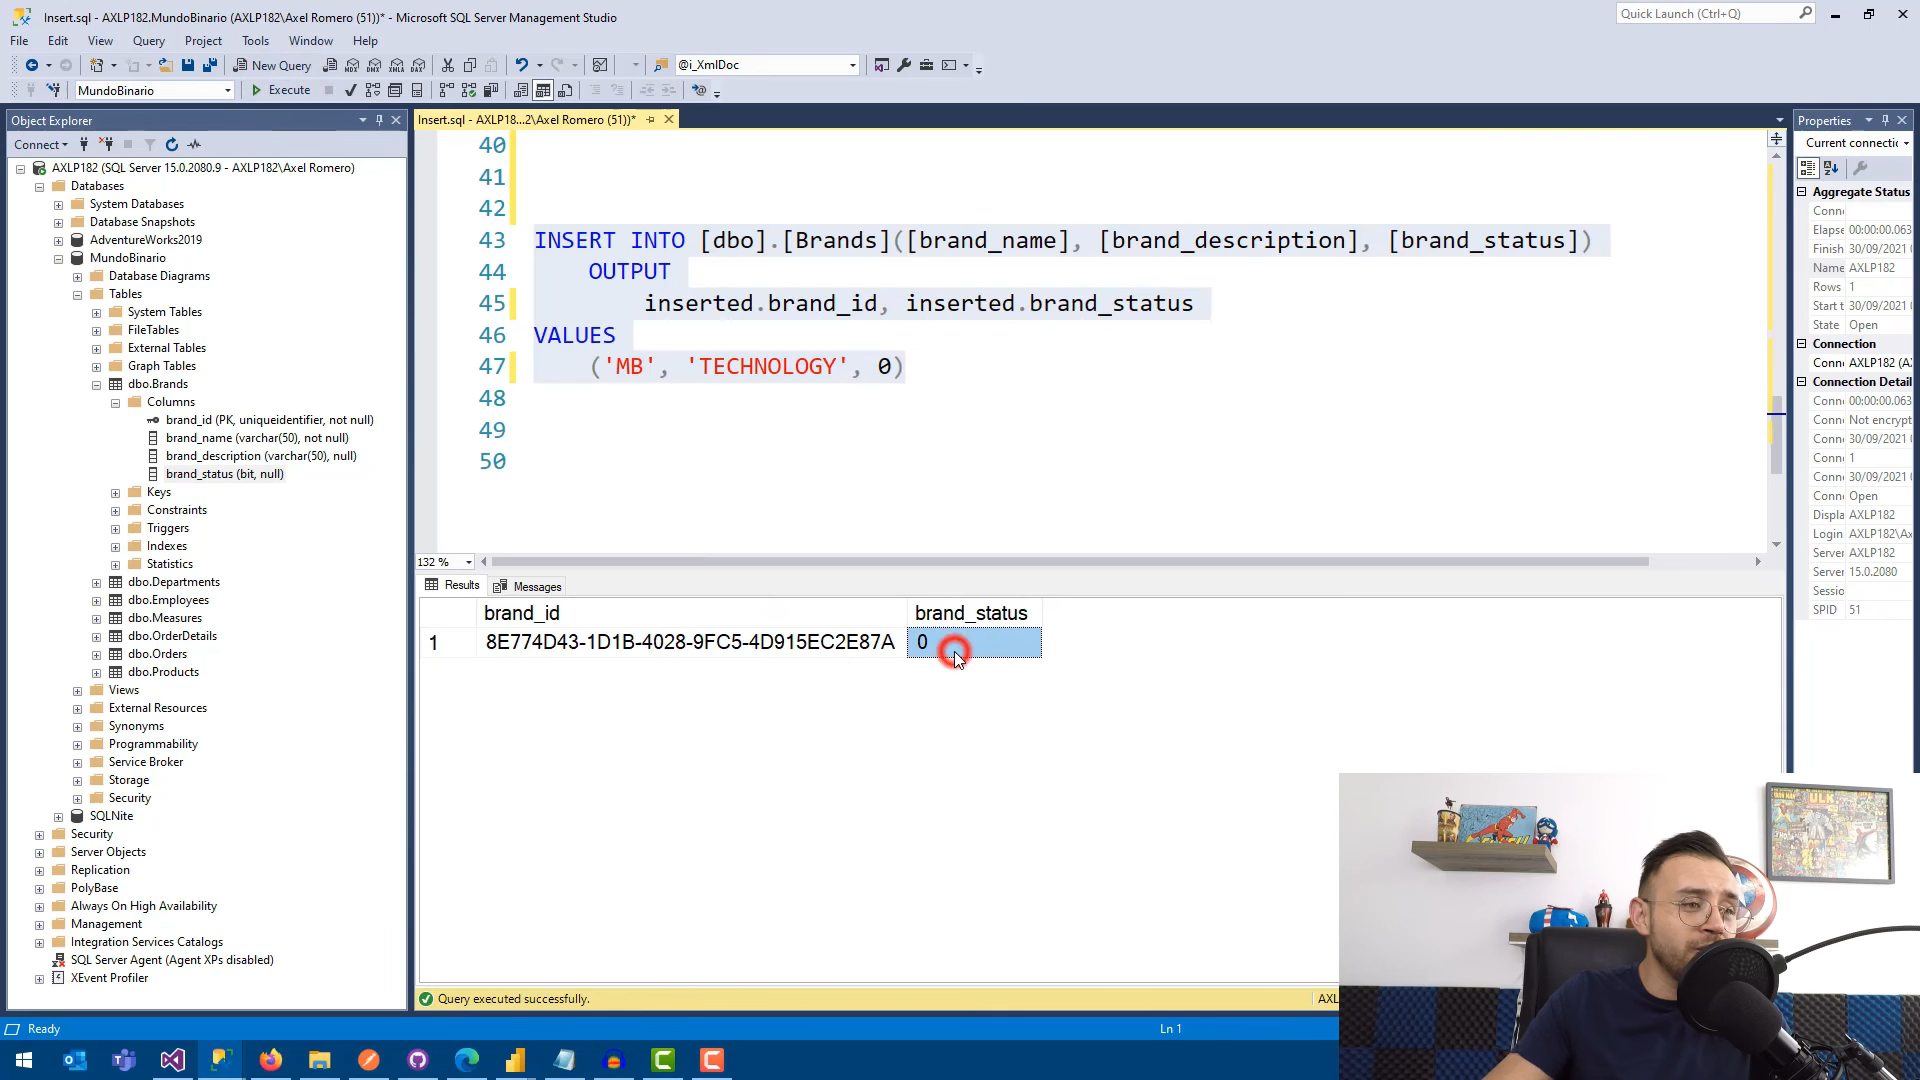 Insert.sql - AXLP182.MundoBinario (AXLP182\Axel Romero (51))* - Microsoft SQL Server Management Studio
Quick Launch (Ctrl+Q)
File Edit View Query Project Tools Window Help
New Query
@i_XmlDoc
MundoBinario
Execute
Object Explorer
Connect
AXLP182 (SQL Server 15.0.2080.9 - AXLP182\Axel Romero)
Databases
System Databases
Database Snapshots
AdventureWorks2019
MundoBinario
Database Diagrams
Tables
System Tables
FileTables
External Tables
Graph Tables
dbo.Brands
Columns
brand_id (PK, uniqueidentifier, not null)
brand_name (varchar(50), not null)
brand_description (varchar(50), null)
brand_status (bit, null)
Keys
Constraints
Triggers
Indexes
Statistics
dbo.Departments
dbo.Employees
dbo.Measures
dbo.OrderDetails
dbo.Orders
dbo.Products
Views
External Resources
Synonyms
Programmability
Service Broker
Storage
Security
SQLNite
Security
Server Objects
Replication
PolyBase
Always On High Availability
Management
Integration Services Catalogs
SQL Server Agent (Agent XPs disabled)
XEvent Profiler
Insert.sql - AXLP18...2\Axel Romero (51))*
40
41
42
43 INSERT INTO [dbo].[Brands]([brand_name], [brand_description], [brand_status])
44 OUTPUT
45 inserted.brand_id, inserted.brand_status
46 VALUES
47 ('MB', 'TECHNOLOGY', 0)
48
49
50
132 %
Results Messages
brand_id brand_status
1 8E774D43-1D1B-4028-9FC5-4D915EC2E87A 0
Query executed successfully.
AXL
Properties
Current connectic
Aggregate Status
Conn
Elapse 00:00:00.063
Finish 30/09/2021
Name AXLP182
Rows 1
Start t 30/09/2021
State Open
Connection
Conn AXLP182 (A
Connection Detail
Conn 00:00:00.063
Conn Not encrypt
Conn 30/09/2021
Conn 1
Conn 30/09/2021
Conn Open
Displa AXLP182
Login AXLP182\Ax
Server AXLP182
Server 15.0.2080
Sessio
SPID 51
Ready
Ln 1